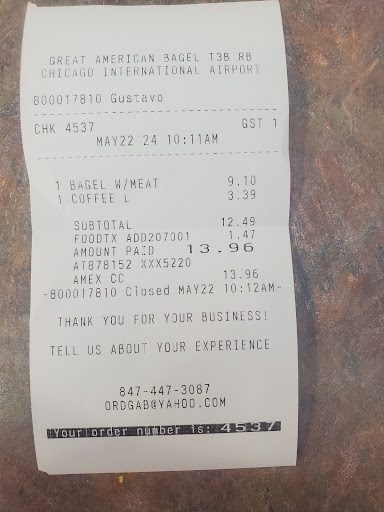 GREAT AMERICAN BAGEL T3B RB
CHICAGO INTERNATIONAL AIRPORT
800017810 Gustavo
CHK 4537 GST 1
MAY22 24 10:11AM
1 BAGEL W/MEAT 9.10
1 COFFEE L 3.39
SUBTOTAL 12.49
FOODTX ADD207001 1.47
AMOUNT PAID 13.96
AT878152 XXX5220
AMEX CC 13.96
-800017810 Closed MAY22 10:12AM-
THANK YOU FOR YOUR BUSINESS!
TELL US ABOUT YOUR EXPERIENCE
847-447-3087
ORDGAB@YAHOO.COM
Your order number is: 4537